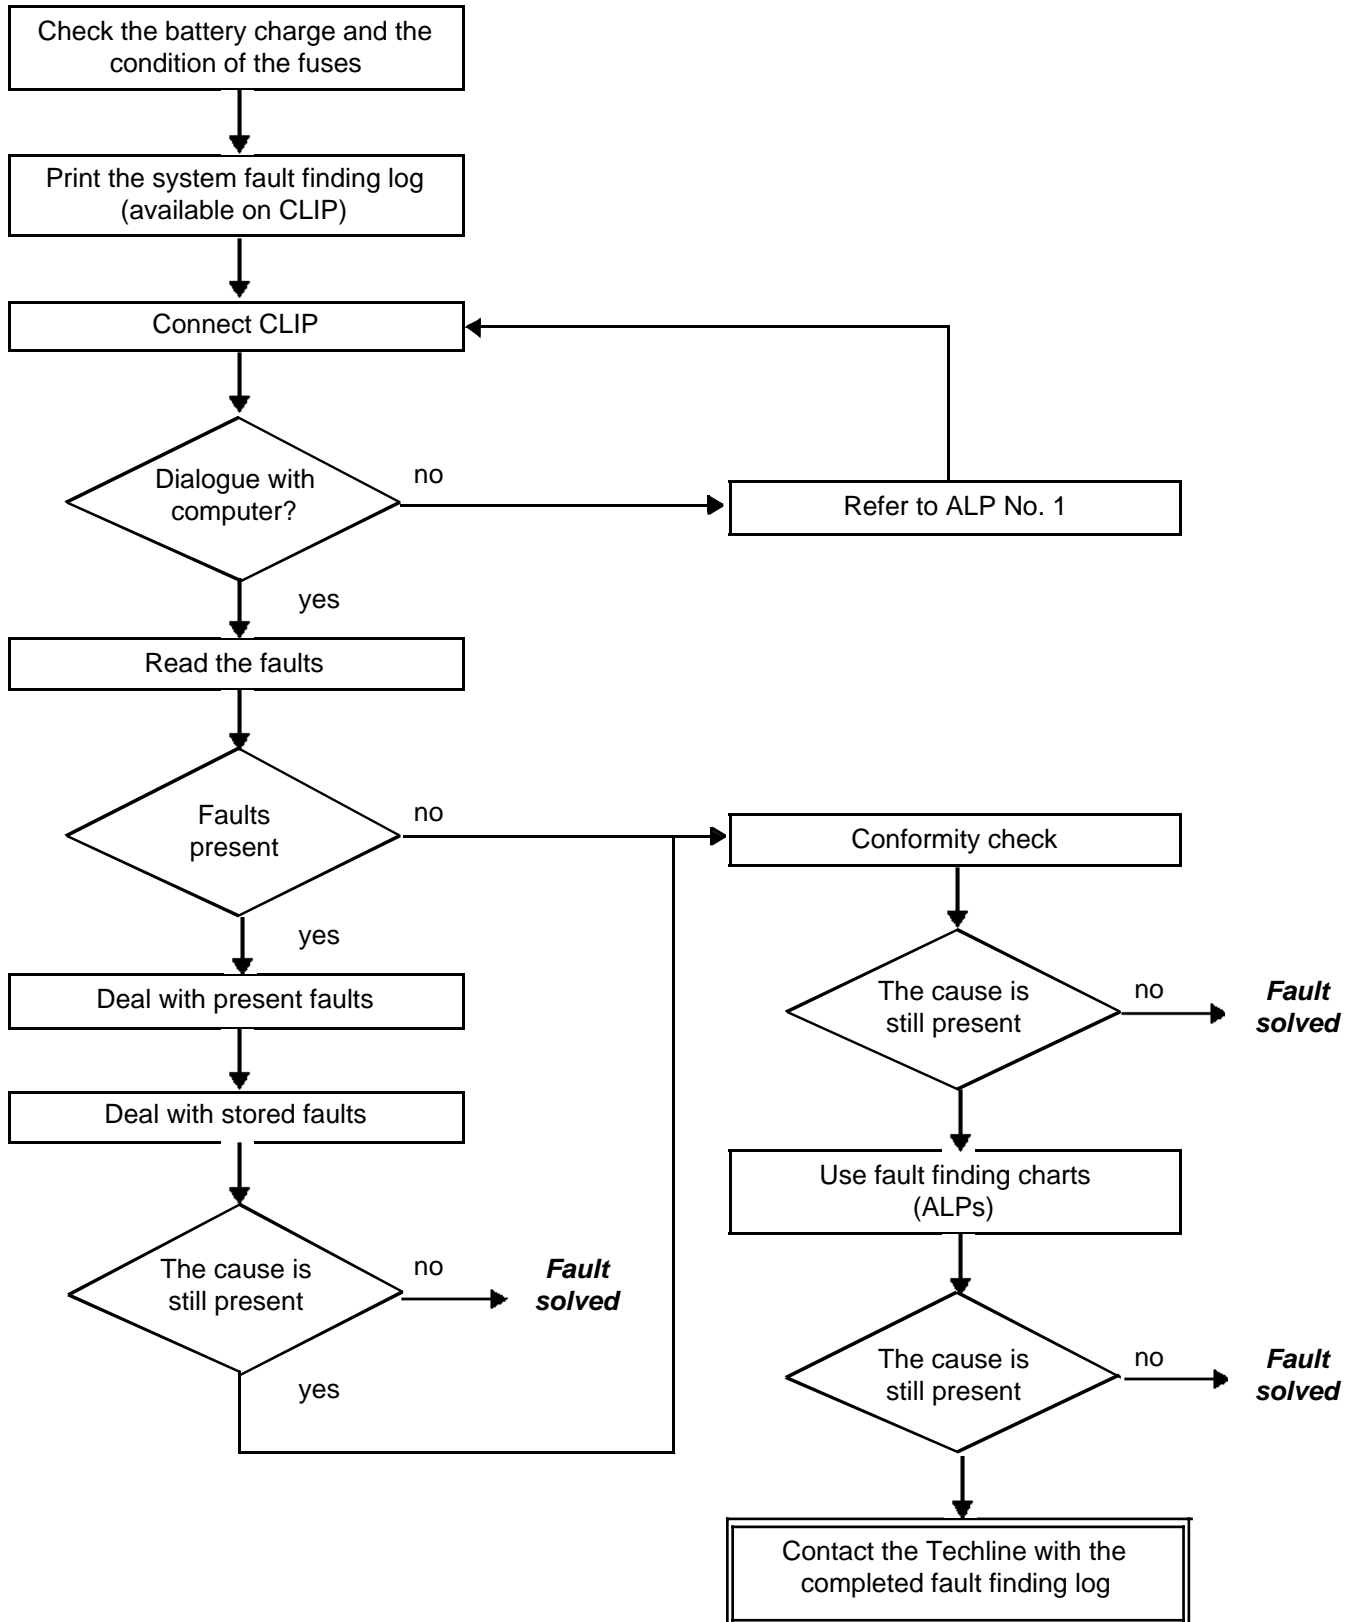 Check the battery charge and the
condition of the fuses
Print the system fault finding log
(available on CLIP)
Connect CLIP
Dialogue with
computer?
no
Refer to ALP No. 1
yes
Read the faults
Faults
present
no
Conformity check
yes
Deal with present faults
The cause is
still present
no
Fault
solved
Deal with stored faults
Use fault finding charts
(ALPs)
The cause is
still present
no
Fault
solved
yes
The cause is
still present
no
Fault
solved
Contact the Techline with the
completed fault finding log